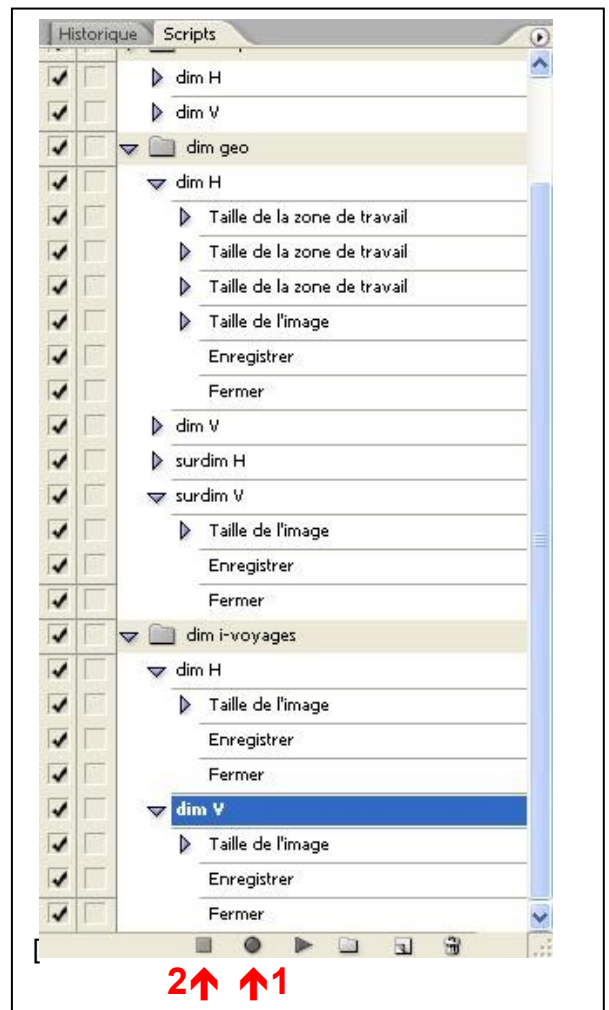 Historique Scripts
dim H
dim V
dim geo
dim H
Taille de la zone de travail
Taille de la zone de travail
Taille de la zone de travail
Taille de l'image
Enregistrer
Fermer
dim V
surdim H
surdim V
Taille de l'image
Enregistrer
Fermer
dim i-voyages
dim H
Taille de l'image
Enregistrer
Fermer
dim V
Taille de l'image
Enregistrer
Fermer
2 1